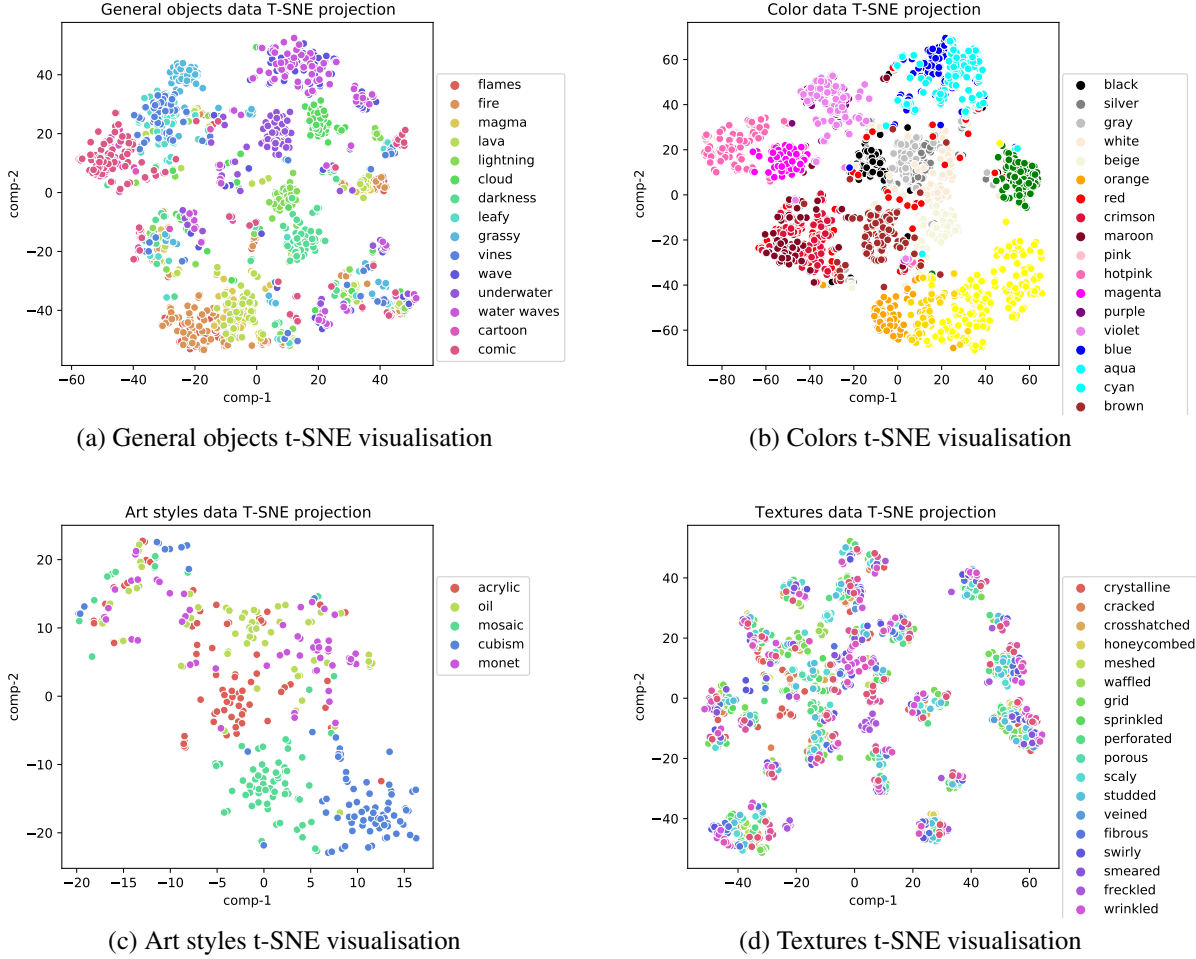 General objects data T-SNE projection
comp-2
40
20
0
−20
−40
−60
−40
−20
0
20
40
comp-1
flames
fire
magma
lava
lightning
cloud
darkness
leafy
grassy
vines
wave
underwater
water waves
cartoon
comic
(a) General objects t-SNE visualisation
Color data T-SNE projection
comp-2
60
40
20
0
−20
−40
−60
−80
−60
−40
−20
0
20
40
60
comp-1
black
silver
gray
white
beige
orange
red
crimson
maroon
pink
hotpink
magenta
purple
violet
blue
aqua
cyan
brown
(b) Colors t-SNE visualisation
Art styles data T-SNE projection
comp-2
20
10
0
−10
−20
−20
−15
−10
−5
0
5
10
15
comp-1
acrylic
oil
mosaic
cubism
monet
(c) Art styles t-SNE visualisation
Textures data T-SNE projection
comp-2
40
20
0
−20
−40
−40
−20
0
20
40
60
comp-1
crystalline
cracked
crosshatched
honeycombed
meshed
waffled
grid
sprinkled
perforated
porous
scaly
studded
veined
fibrous
swirly
smeared
freckled
wrinkled
(d) Textures t-SNE visualisation